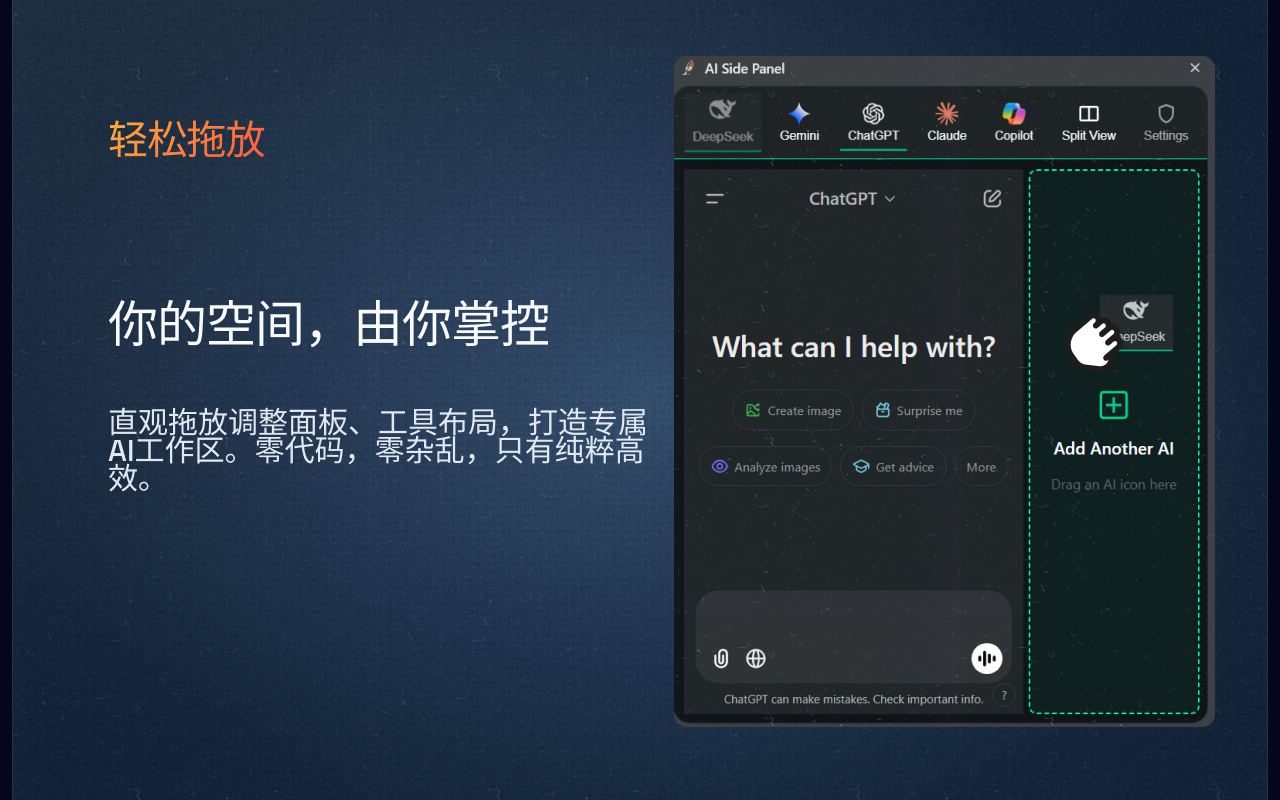 轻松拖放
你的空间，由你掌控
直观拖放调整面板、工具布局，打造专属
AI工作区。零代码，零杂乱，只有纯粹高
效。
AI Side Panel
DeepSeek
Gemini
ChatGPT
Claude
Copilot
Split View
Settings
ChatGPT
What can I help with?
Create image
Surprise me
Analyze images
Get advice
More
ChatGPT can make mistakes. Check important info.
?
epSeek
Add Another AI
Drag an AI icon here